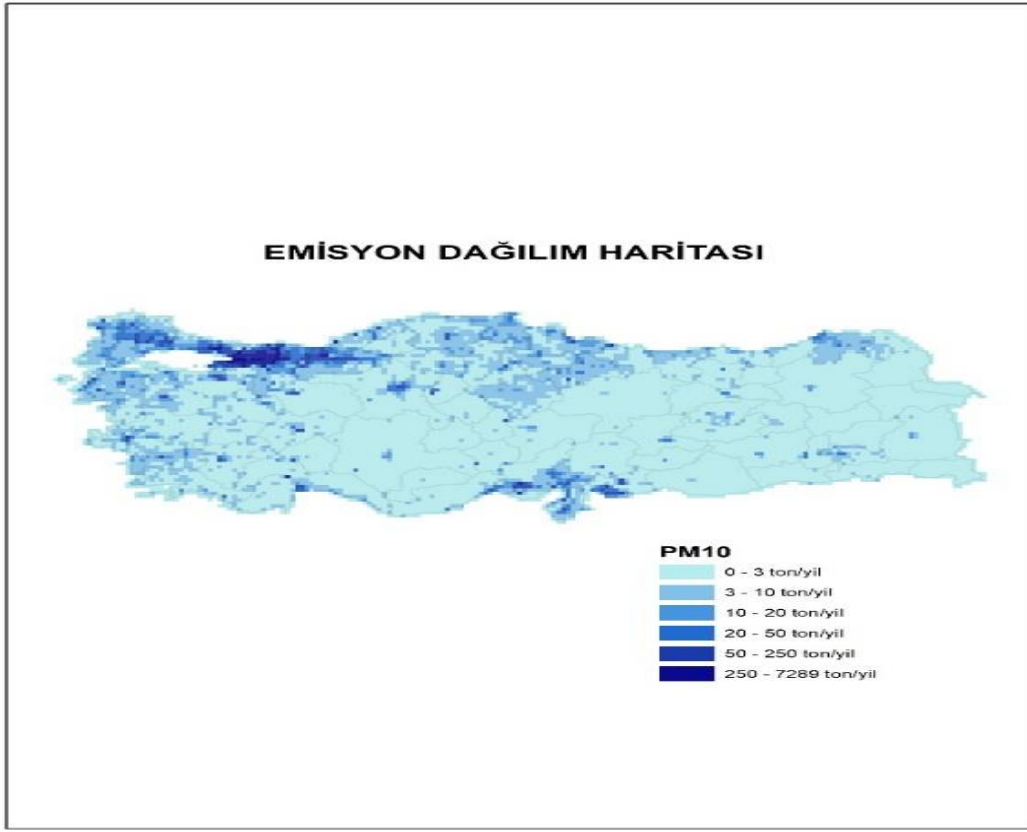 EMİSYON DAĞILIM HARİTASI
PM10
0 - 3 ton/yil
3 - 10 ton/yil
10 - 20 ton/yil
20 - 50 ton/yil
50 - 250 ton/yil
250 - 7289 ton/yil